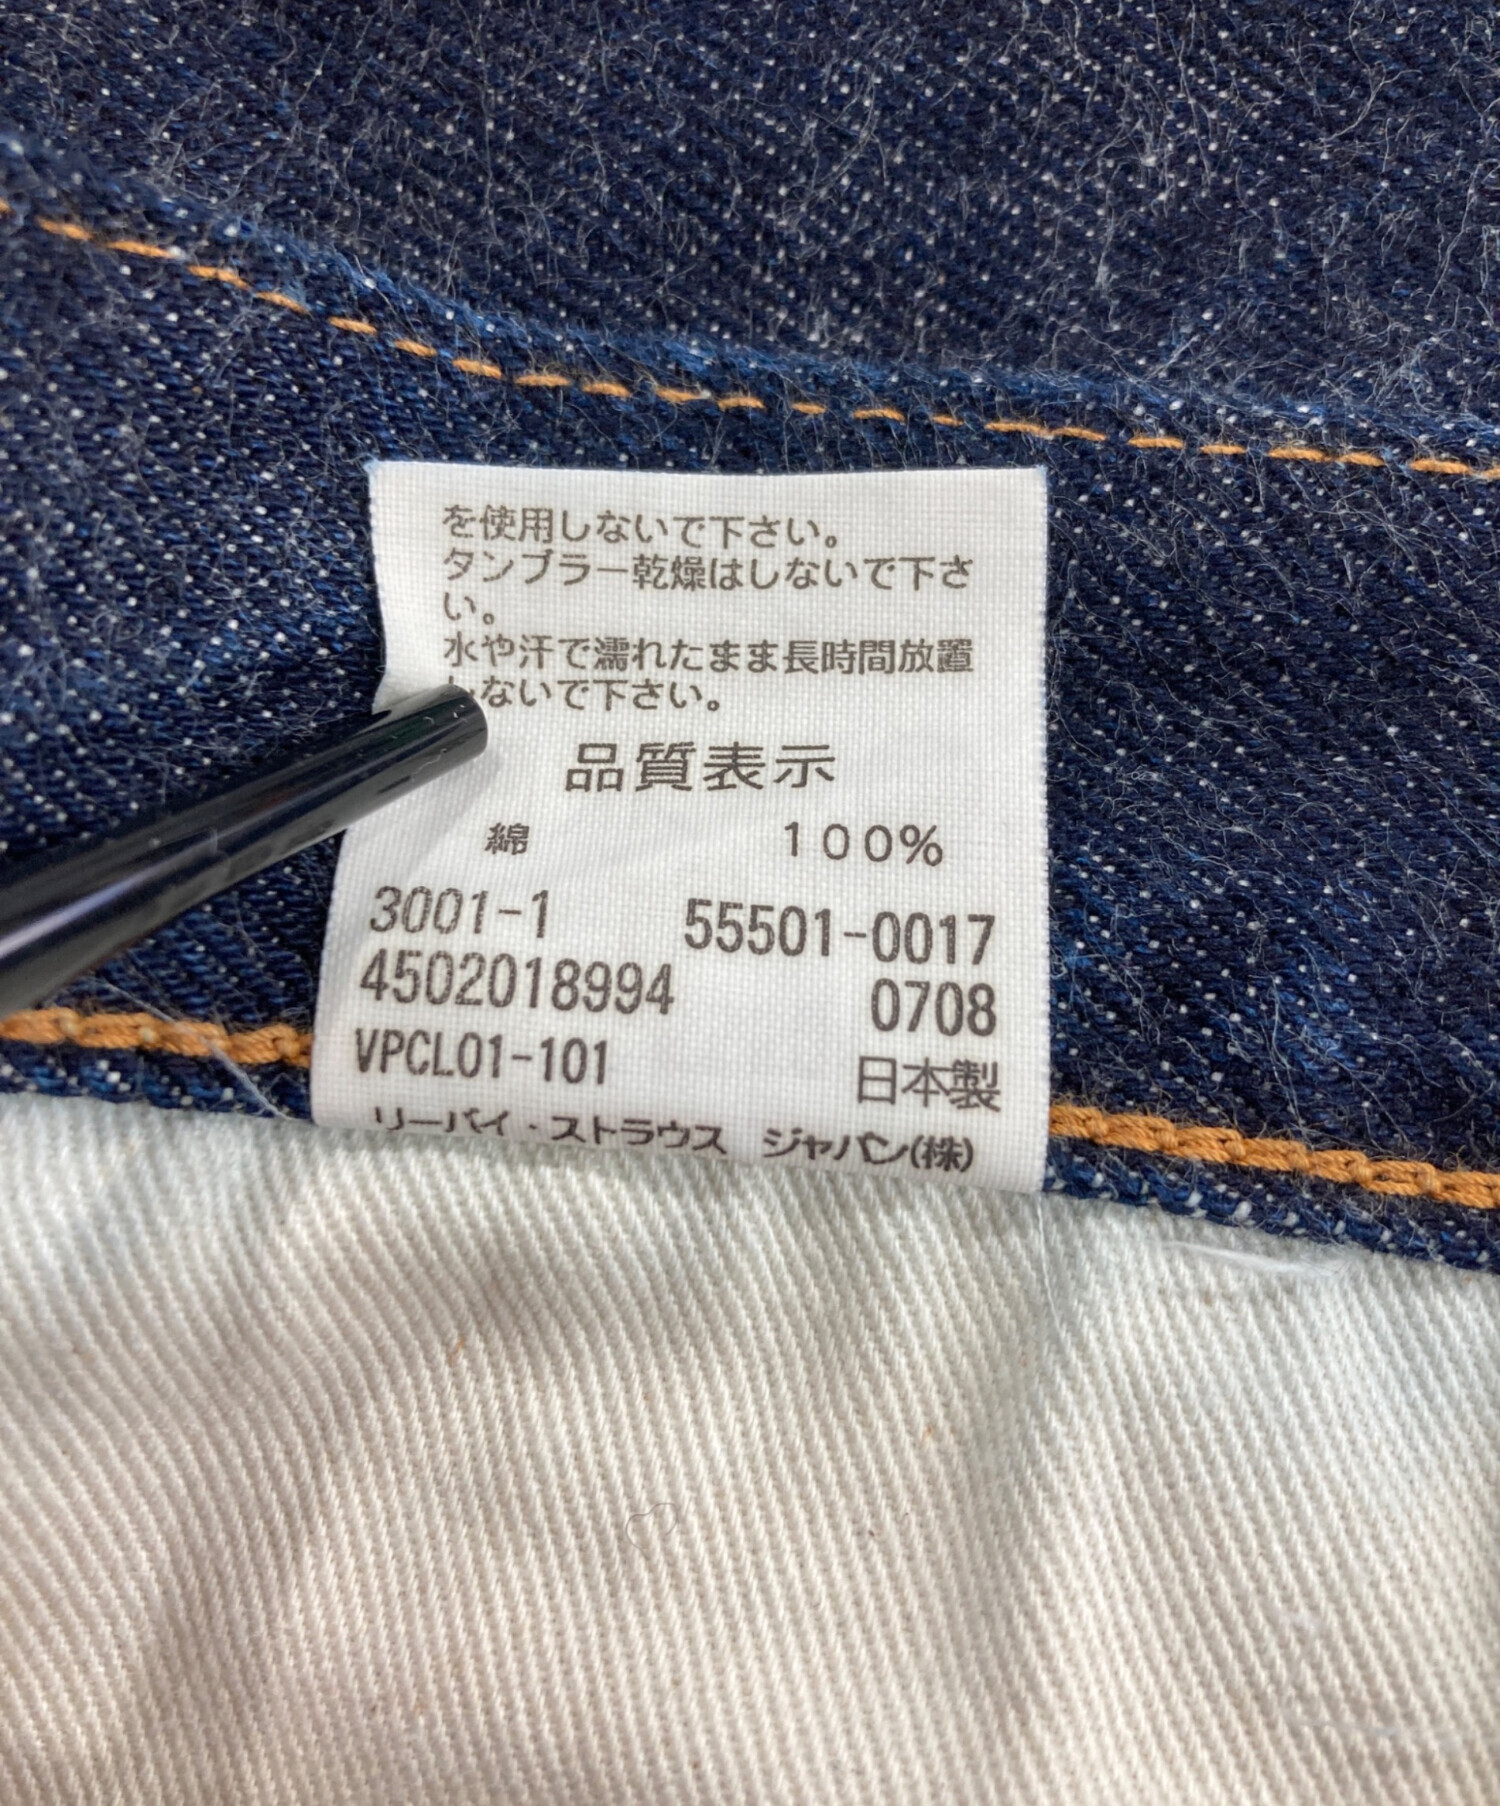 を使用しないで下さい。
タンブラー乾燥はしないで下さ
い。
水や汗で濡れたまま長時間放置
しないで下さい。
品質表示
綿 100%
3001-1 55501-0017
4502018994 0708
VPCL01-101 日本製
リーバイ・ストラウス ジャパン(株)